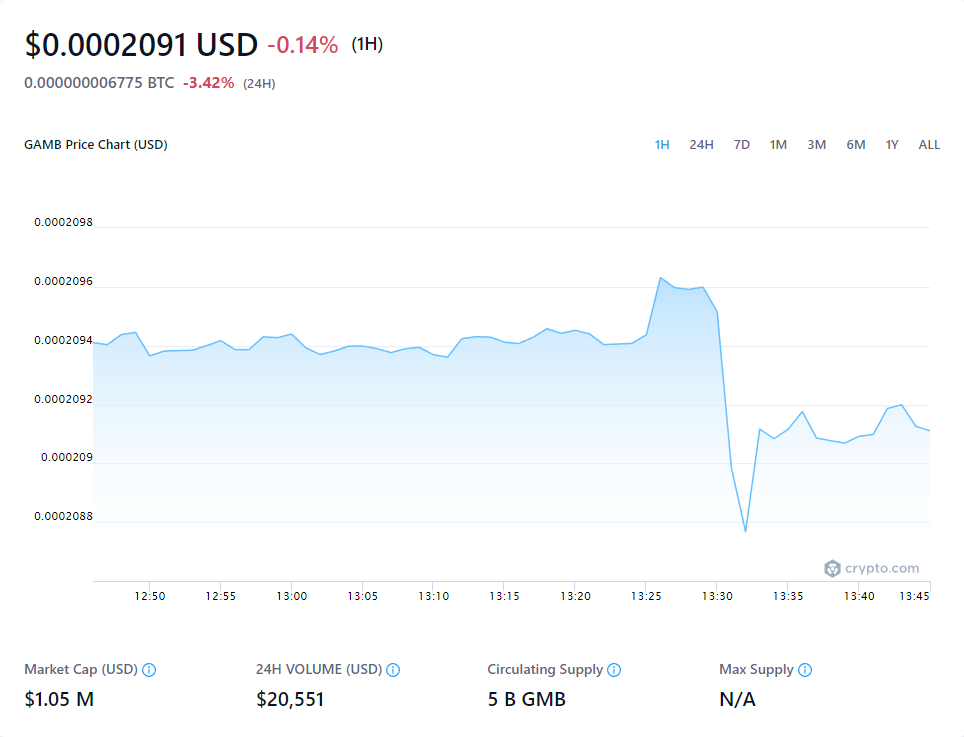 $0.0002091 USD -0.14% (1H)
0.000000006775 BTC -3.42% (24H)
GAMB Price Chart (USD) 1H 24H 7D 1M 3M 6M 1Y ALL
0.0002098
0.0002096
0.0002094
0.0002092
0.000209
0.0002088
crypto.com
12:50 12:55 13:00 13:05 13:10 13:15 13:20 13:25 13:30 13:35 13:40 13:45
Market Cap (USD) 24H VOLUME (USD) Circulating Supply Max Supply
$1.05 M $20,551 5 B GMB N/A